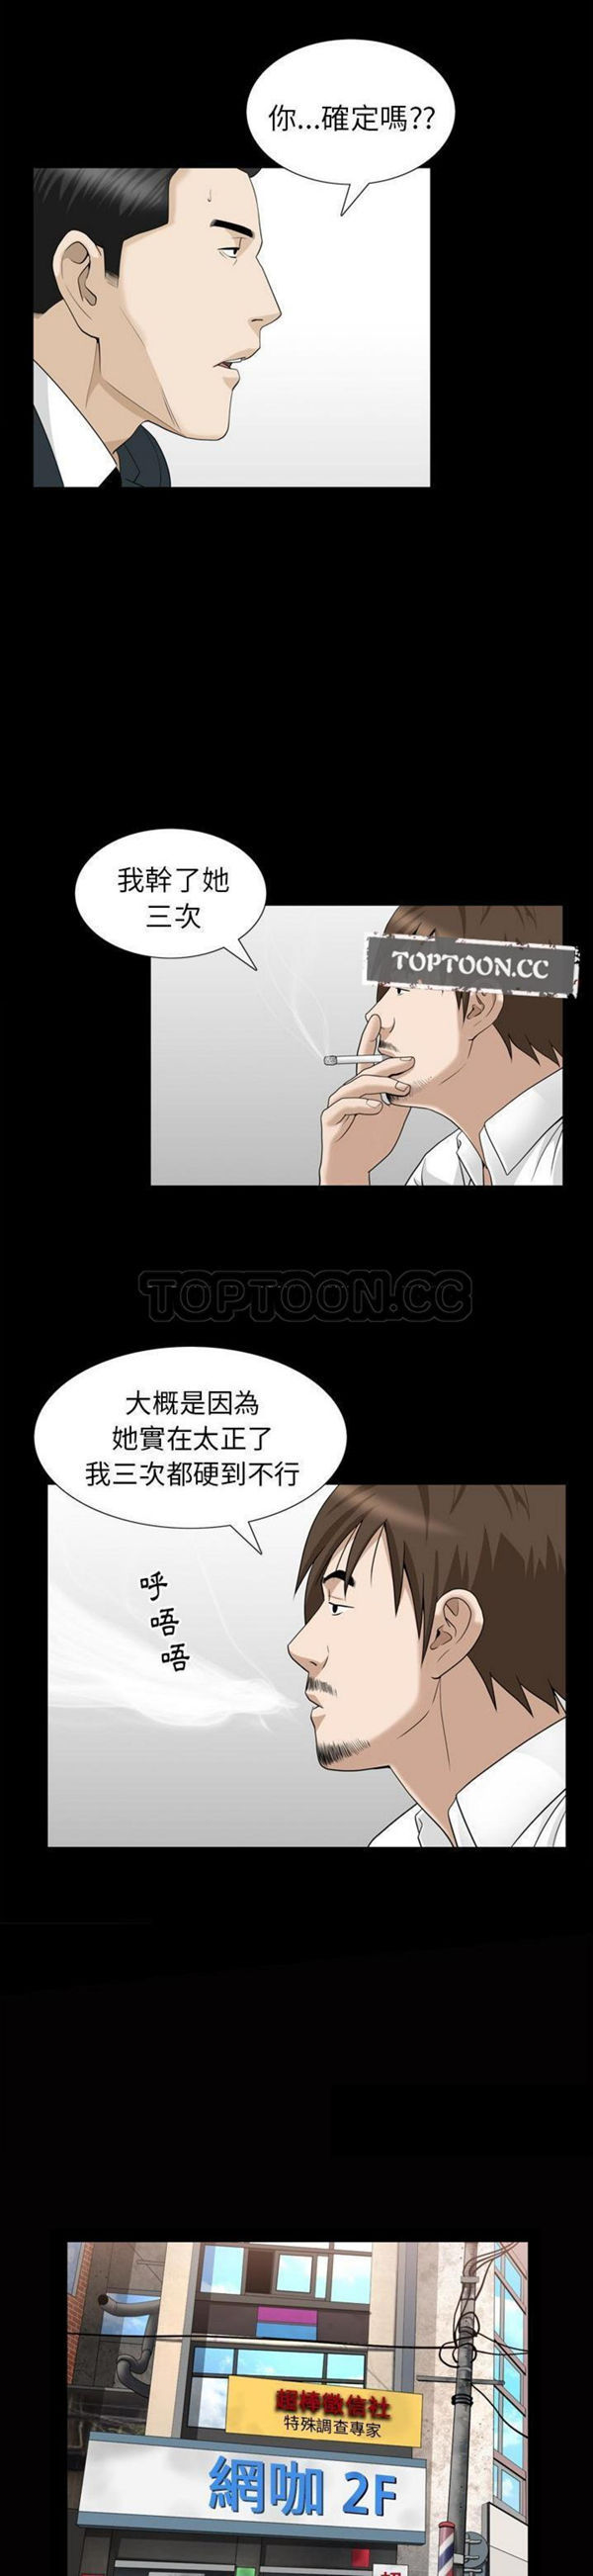 你...確定嗎??
我幹了她
三次
TOPTOON.CC
TOPTOON.CC
大概是因為
她實在太正了
我三次都硬到不行
呼
唔
唔
超棒徵信社
特殊調查專家
網咖 2F